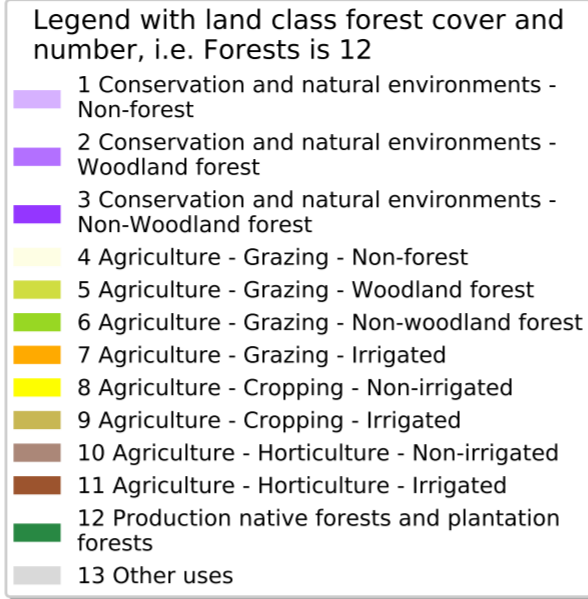 Legend with land class forest cover and
number, i.e. Forests is 12
1 Conservation and natural environments -
Non-forest
2 Conservation and natural environments -
Woodland forest
3 Conservation and natural environments -
Non-Woodland forest
4 Agriculture - Grazing - Non-forest
5 Agriculture - Grazing - Woodland forest
6 Agriculture - Grazing - Non-woodland forest
7 Agriculture - Grazing - Irrigated
8 Agriculture - Cropping - Non-irrigated
9 Agriculture - Cropping - Irrigated
10 Agriculture - Horticulture - Non-irrigated
11 Agriculture - Horticulture - Irrigated
12 Production native forests and plantation
forests
13 Other uses